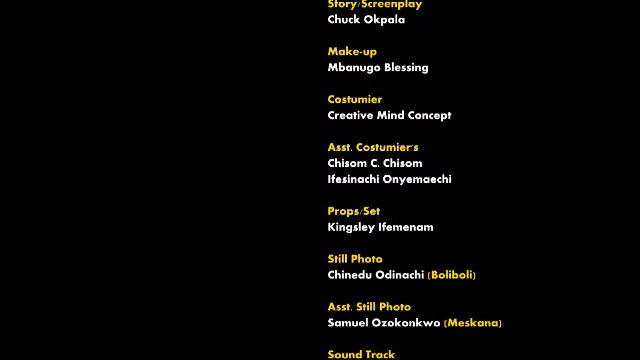 Story/Screenplay
Chuck Okpala
Make-up
Mbanugo Blessing
Costumier
Creative Mind Concept
Asst. Costumier's
Chisom C. Chisom
Ifesinachi Onyemaechi
Props/Set
Kingsley Ifemenam
Still Photo
Chinedu Odinachi (Boliboli)
Asst. Still Photo
Samuel Ozokonkwo (Meskana)
Sound Track